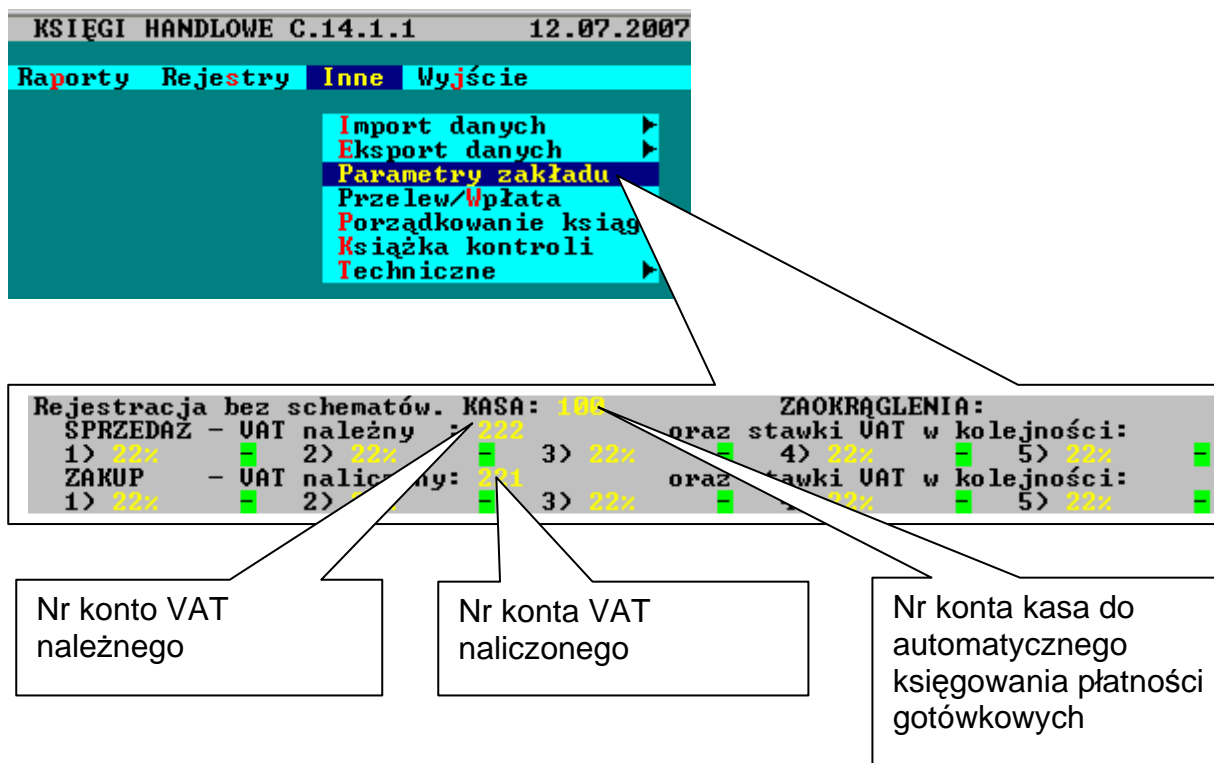 KSIĘGI HANDLOWE C.14.1.1 12.07.2007
Raporty Rejestry Inne Wyjście
Import danych
Eksport danych
Parametry zakładu
Przelew/Wpłata
Porządkowanie ksiąg
Książka kontroli
Techniczne
Rejestracja bez schematów. KASA: 100 ZAOKRĄGLENIA:
SPRZEDAŻ - VAT należny : 222 oraz stawki VAT w kolejności:
1) 22% - 2) 22% - 3) 22% - 4) 22% - 5) 22% -
ZAKUP - VAT naliczony: 221 oraz stawki VAT w kolejności:
1) 22% - 2) - 3) 22% - 4) 22% - 5) 22% -
Nr konto VAT
należnego
Nr konta VAT
naliczonego
Nr konta kasa do
automatycznego
księgowania płatności
gotówkowych